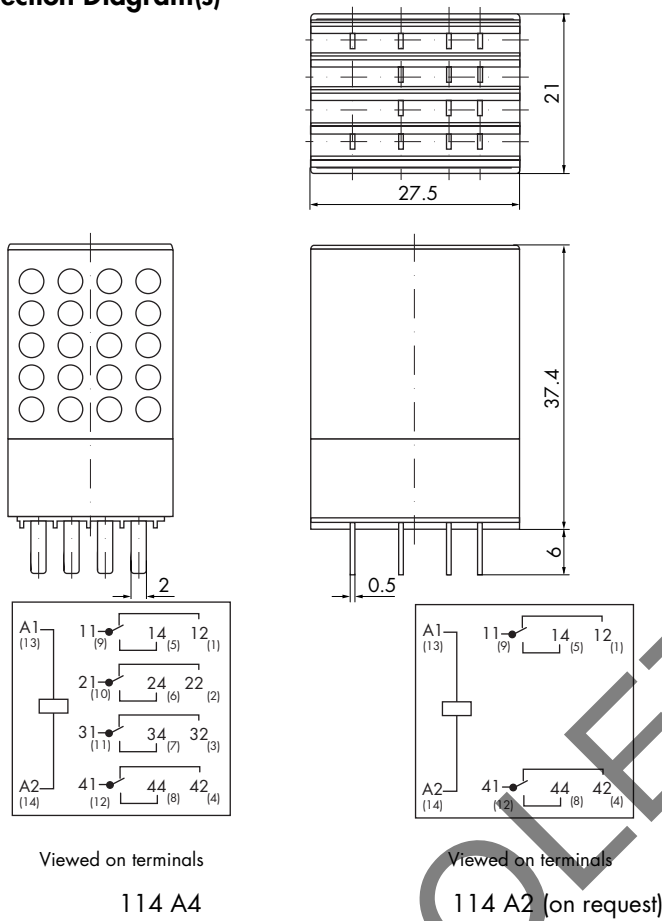 ection Diagram(s)
21
27.5
37.4
6
2
0.5
A1 11 14 12
(13) (9) (5) (1)
21 24 22
(10) (6) (2)
31 34 32
(11) (7) (3)
A2 41 44 42
(14) (12) (8) (4)
A1 11 14 12
(13) (9) (5) (1)
A2 41 44 42
(14) (12) (8) (4)
Viewed on terminals
Viewed on terminals
114 A4
114 A2 (on request)
OLET